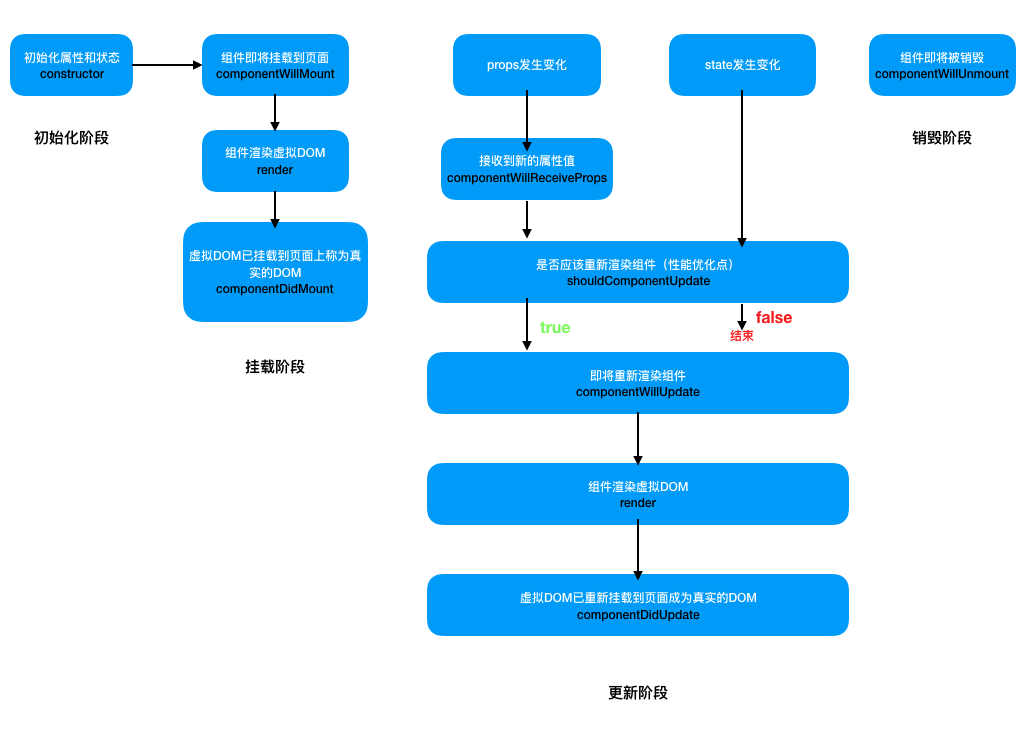 初始化属性和状态
constructor
初始化阶段
组件即将挂载到页面
componentWillMount
组件渲染虚拟DOM
render
虚拟DOM已挂载到页面上称为真
实的DOM
componentDidMount
挂载阶段
props发生变化
state发生变化
接收到新的属性值
componentWillReceiveProps
是否应该重新渲染组件（性能优化点）
shouldComponentUpdate
true
false
结束
即将重新渲染组件
componentWillUpdate
组件渲染虚拟DOM
render
虚拟DOM已重新挂载到页面成为真实的DOM
componentDidUpdate
更新阶段
组件即将被销毁
componentWillUnmount
销毁阶段